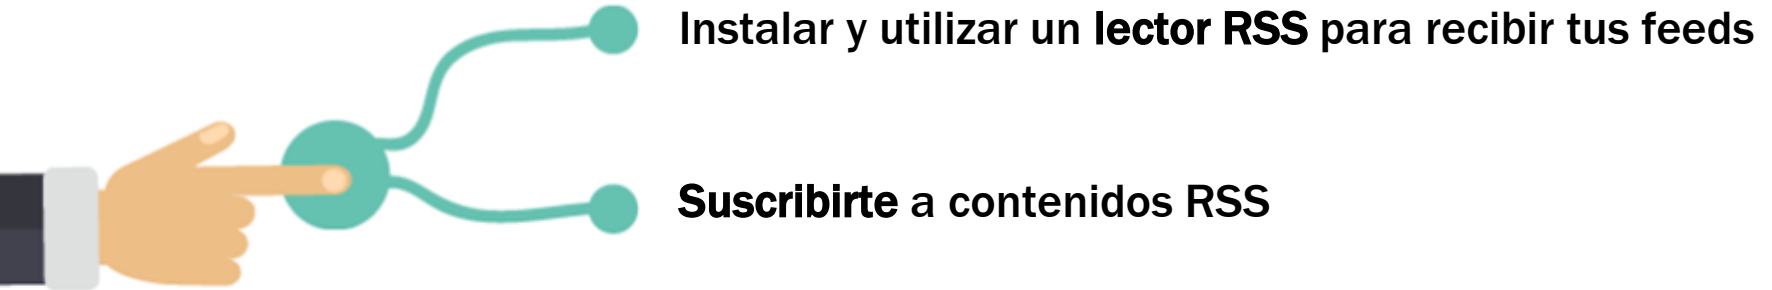 Instalar y utilizar un lector RSS para recibir tus feeds
Suscribirte a contenidos RSS